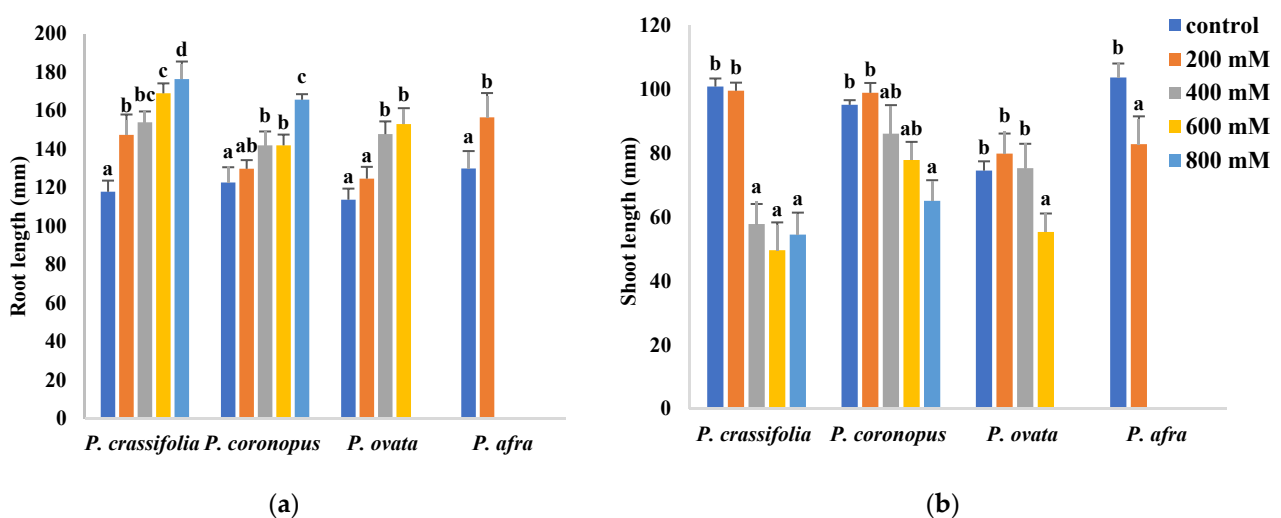 200
180
160
140
120
100
80
60
40
20
0
Root length (mm)
a b bc c d
a ab b b c
a a b b
a b
P. crassifolia P. coronopus P. ovata P. afra
(a)
120
100
80
60
40
20
0
Shoot length (mm)
b b a a a
b b ab ab a
b b b a
b a
P. crassifolia P. coronopus P. ovata P. afra
(b)
control
200 mM
400 mM
600 mM
800 mM